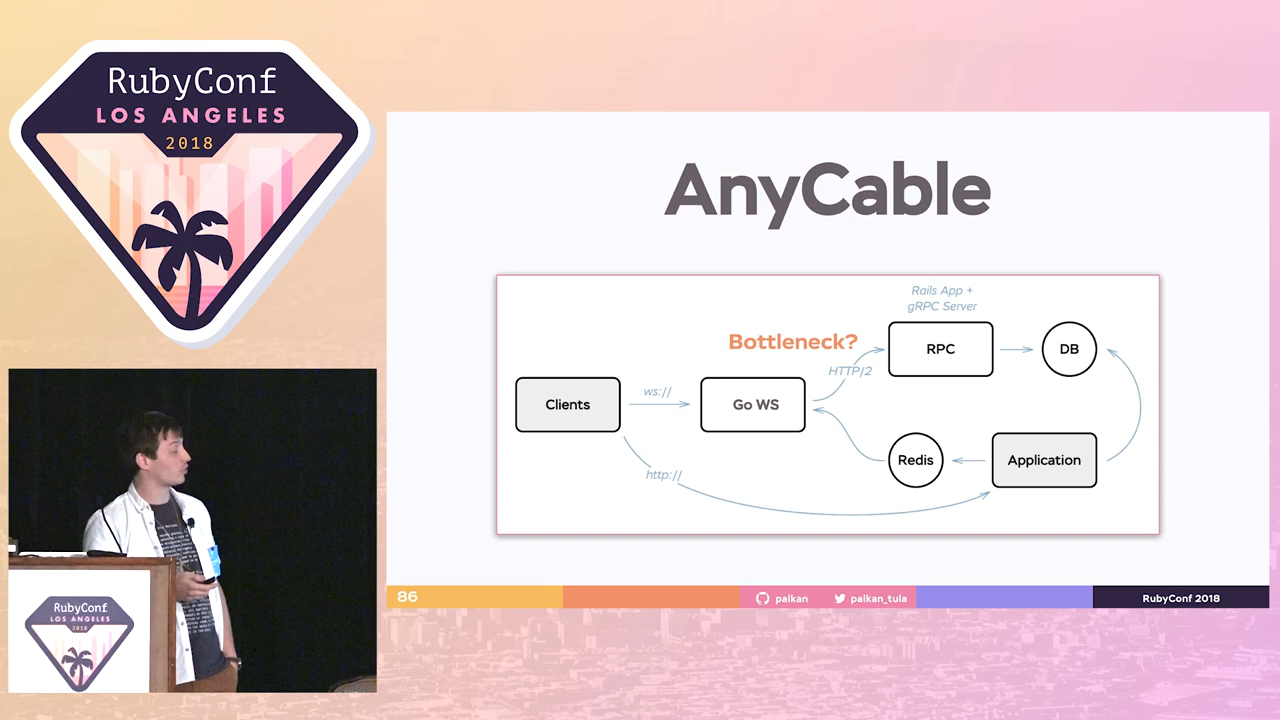 RubyConf
LOS ANGELES
2018
AnyCable
Rails App +
gRPC Server
Bottleneck?
RPC
DB
HTTP/2
ws://
Clients
Go WS
Redis
Application
http://
86
palkan
palkan_tula
RubyConf 2018
RubyConf
LOS ANGELES
2018